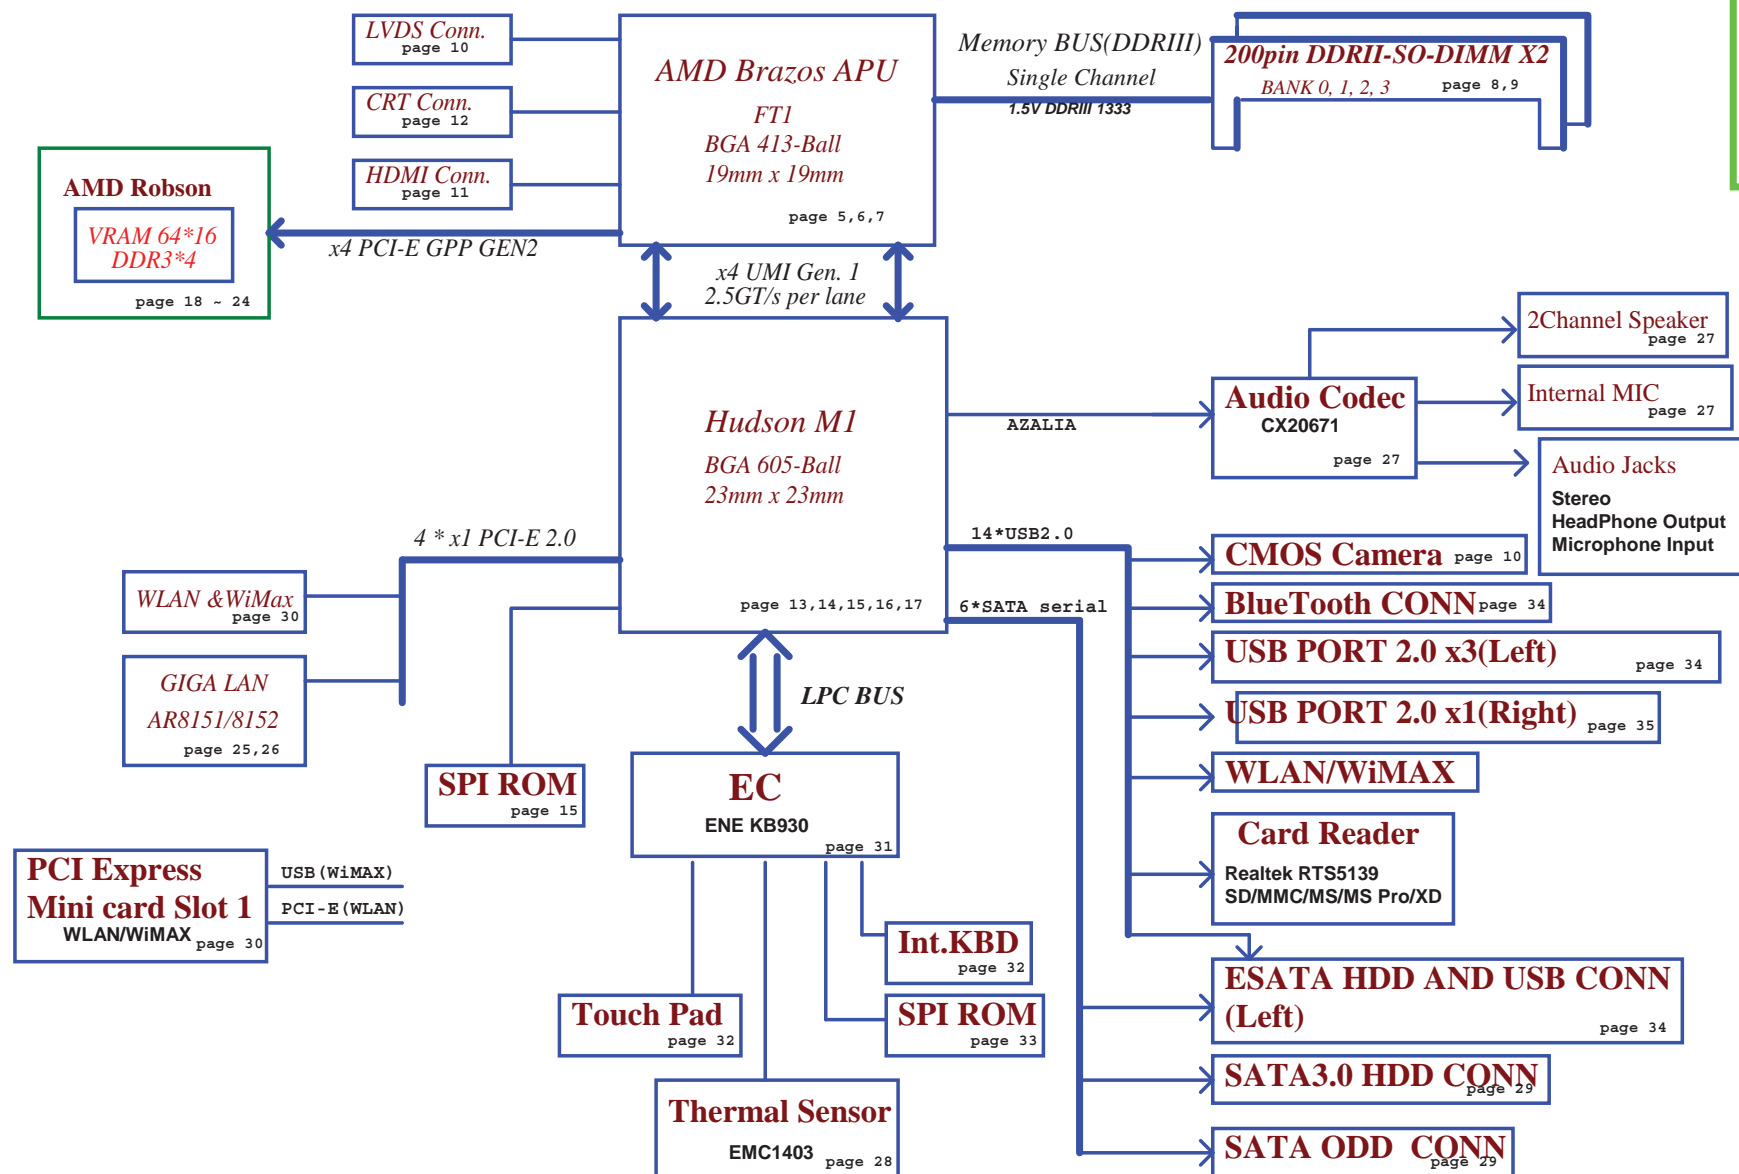 LVDS Conn.
page 10
CRT Conn.
page 12
HDMI Conn.
page 11
AMD Brazos APU
FT1
BGA 413-Ball
19mm x 19mm
page 5,6,7
Memory BUS(DDRIII)
Single Channel
1.5V DDRIII 1333
200pin DDRII-SO-DIMM X2
BANK 0, 1, 2, 3
page 8,9
AMD Robson
VRAM 64*16
DDR3*4
page 18 ~ 24
x4 PCI-E GPP GEN2
x4 UMI Gen. 1
2.5GT/s per lane
Hudson M1
BGA 605-Ball
23mm x 23mm
page 13,14,15,16,17
AZALIA
Audio Codec
CX20671
page 27
2Channel Speaker
page 27
Internal MIC
page 27
Audio Jacks
Stereo
HeadPhone Output
Microphone Input
14*USB2.0
6*SATA serial
CMOS Camera page 10
BlueTooth CONN page 34
USB PORT 2.0 x3(Left)
page 34
USB PORT 2.0 x1(Right)
page 35
WLAN/WiMAX
Card Reader
Realtek RTS5139
SD/MMC/MS/MS Pro/XD
ESATA HDD AND USB CONN
(Left)
page 34
SATA3.0 HDD CONN
page 29
SATA ODD CONN
page 29
4 * x1 PCI-E 2.0
WLAN &WiMax
page 30
GIGA LAN
AR8151/8152
page 25,26
SPI ROM
page 15
LPC BUS
EC
ENE KB930
page 31
PCI Express
Mini card Slot 1
WLAN/WiMAX
page 30
USB(WiMAX)
PCI-E(WLAN)
Int.KBD
page 32
Touch Pad
page 32
SPI ROM
page 33
Thermal Sensor
EMC1403
page 28